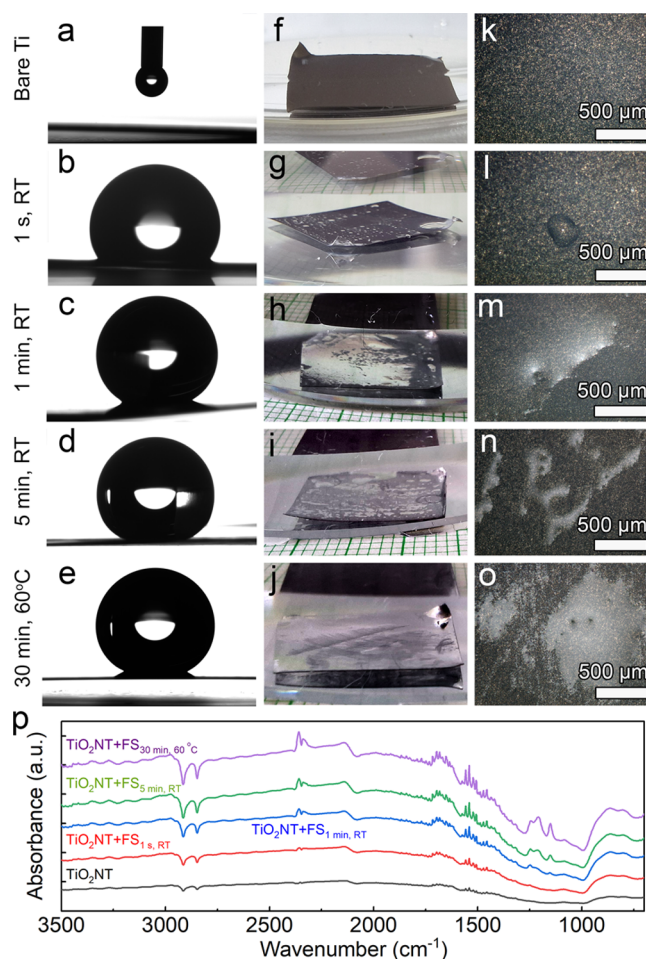 Bare Ti
a
f
k
500 µm
1 s, RT
b
g
l
500 µm
1 min, RT
c
h
m
500 µm
5 min, RT
d
i
n
500 µm
30 min, 60°C
e
j
o
500 µm
p
Absorbance (a.u.)
TiO₂NT+FS₃₀ ₘᵢₙ, ₆₀ °C
TiO₂NT+FS₅ ₘᵢₙ, RT
TiO₂NT+FS₁ ₘᵢₙ, RT
TiO₂NT+FS₁ ₛ, RT
TiO₂NT
3500 3000 2500 2000 1500 1000
Wavenumber (cm⁻¹)